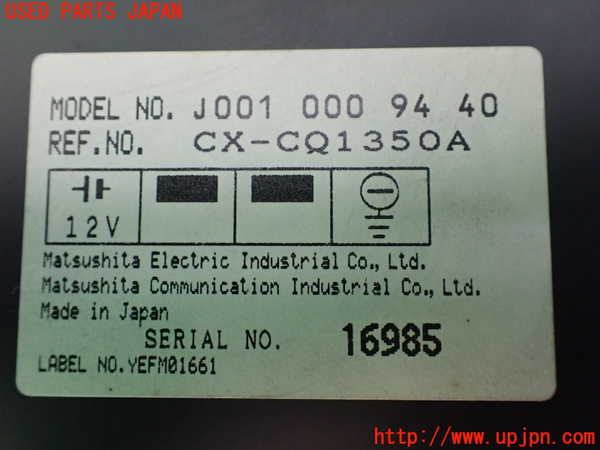 USED PARTS JAPAN
MODEL NO. J001 000 94 40
REF.NO. CX-CQ1350A
12V
Matsushita Electric Industrial Co., Ltd.
Matsushita Communication Industrial Co., Ltd.
Made in Japan
SERIAL NO. 16985
LABEL NO.YEFM01661
UPJ
http://www.upjpn.com/